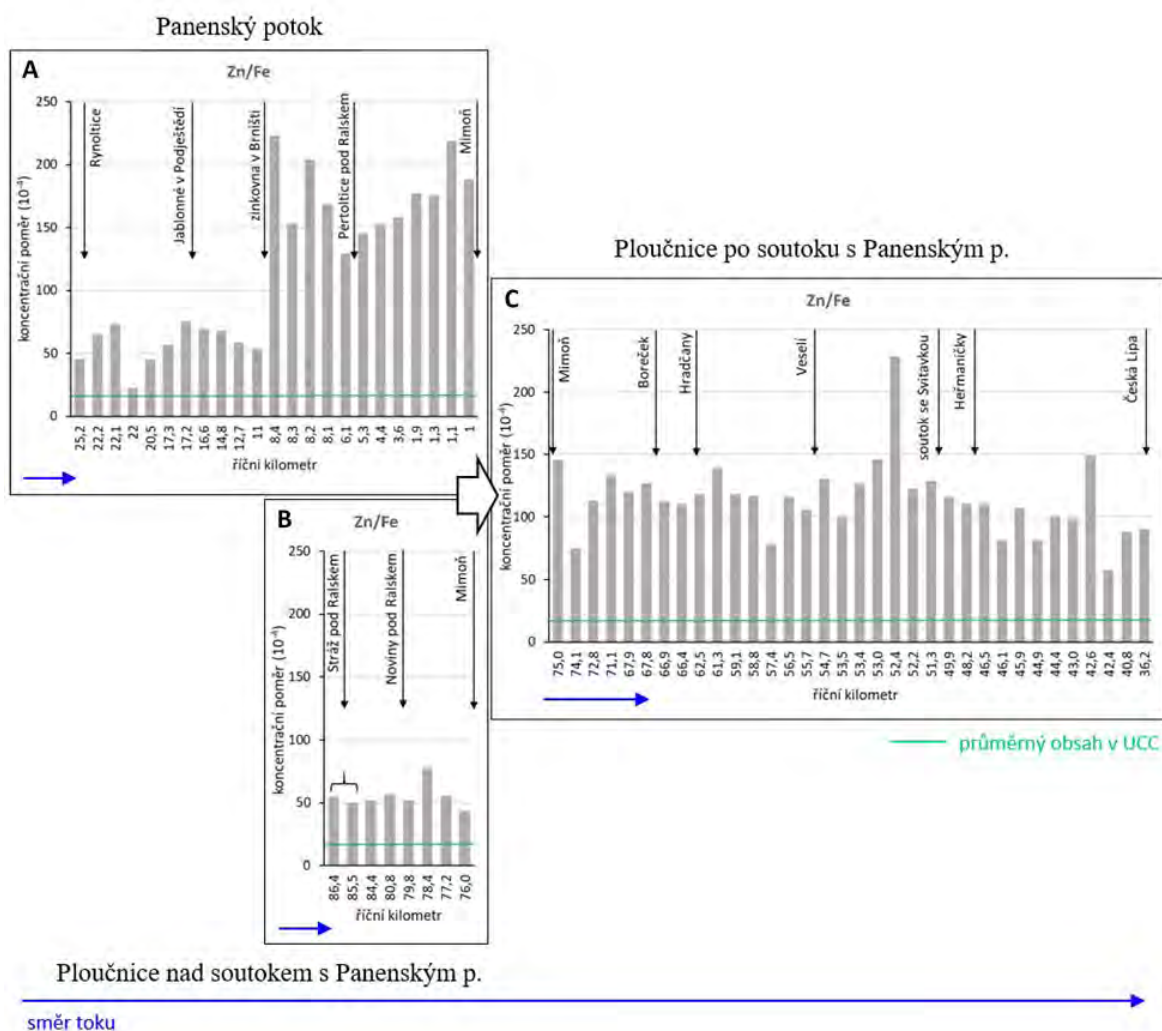 Panenský potok
A
Zn/Fe
250
200
150
100
50
0
koncentrační poměr (10⁻⁴)
Rynoltice
Jablonné v Podještědí
zinkovna v Brništi
Pertoltice pod Ralskem
Mimoň
25,2 22,2 22,1 22 20,5 17,3 17,2 16,6 14,8 12,7 11 8,4 8,3 8,2 8,1 6,1 5,3 4,4 3,6 1,9 1,3 1,1 1
říční kilometr
Ploučnice po soutoku s Panenským p.
C
Zn/Fe
250
200
150
100
50
0
koncentrační poměr (10⁻⁴)
Mimoň
Boreček
Hradčany
Veselí
soutok se Svitavkou
Heřmaničky
Česká Lipa
75,0 74,1 72,8 71,1 67,9 67,8 66,9 66,4 62,5 61,3 59,1 58,8 57,4 56,5 55,7 54,7 53,5 53,4 53,0 52,4 52,2 51,3 49,9 48,2 46,5 46,1 45,9 44,9 44,4 43,0 42,6 42,4 40,8 36,2
říční kilometr
B
Zn/Fe
250
200
150
100
50
0
koncentrační poměr (10⁻⁴)
Stráž pod Ralskem
Noviny pod Ralskem
Mimoň
86,4 85,5 84,4 80,8 79,8 78,4 77,2 76,0
říční kilometr
průměrný obsah v UCC
Ploučnice nad soutokem s Panenským p.
směr toku